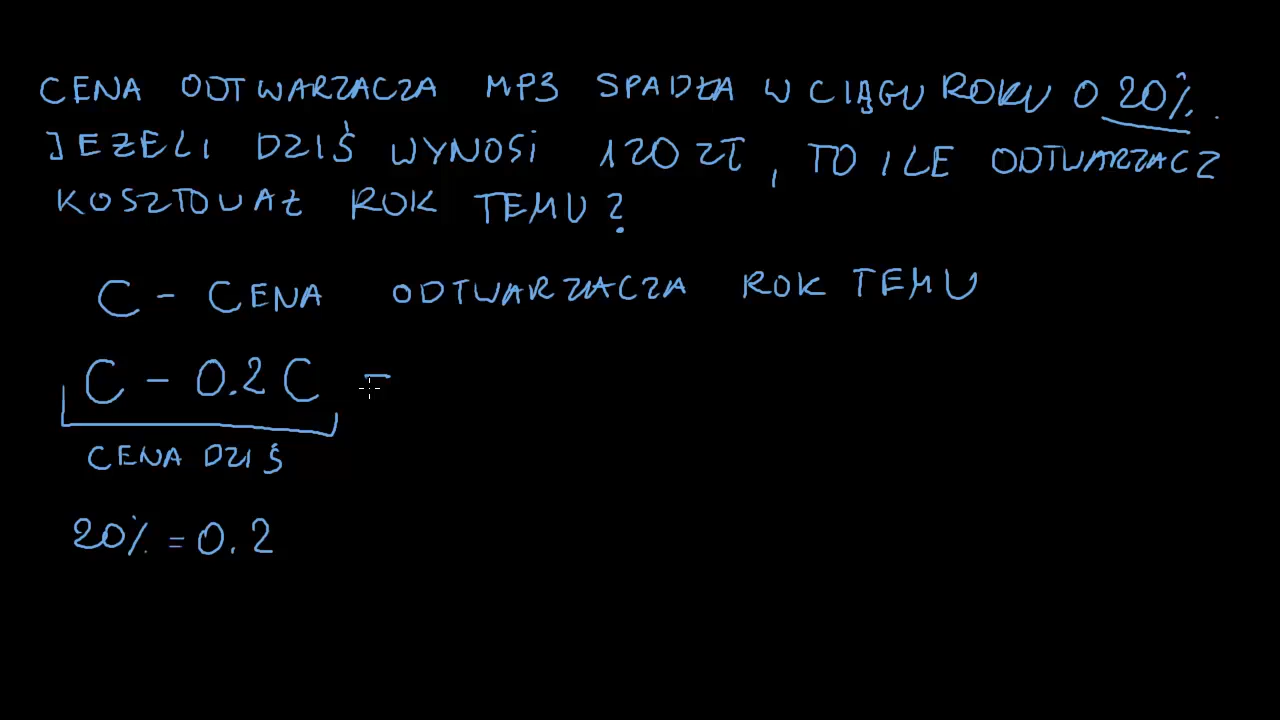 CENA ODTWARZACZA MP3 SPADŁA W CIĄGU ROKU O 20%.
JEŻELI DZIŚ WYNOSI 120 ZŁ, TO ILE ODTWARZACZ
KOSZTOWAŁ ROK TEMU?
C - CENA ODTWARZACZA ROK TEMU
C - 0.2C =
CENA DZIŚ
20% = 0.2